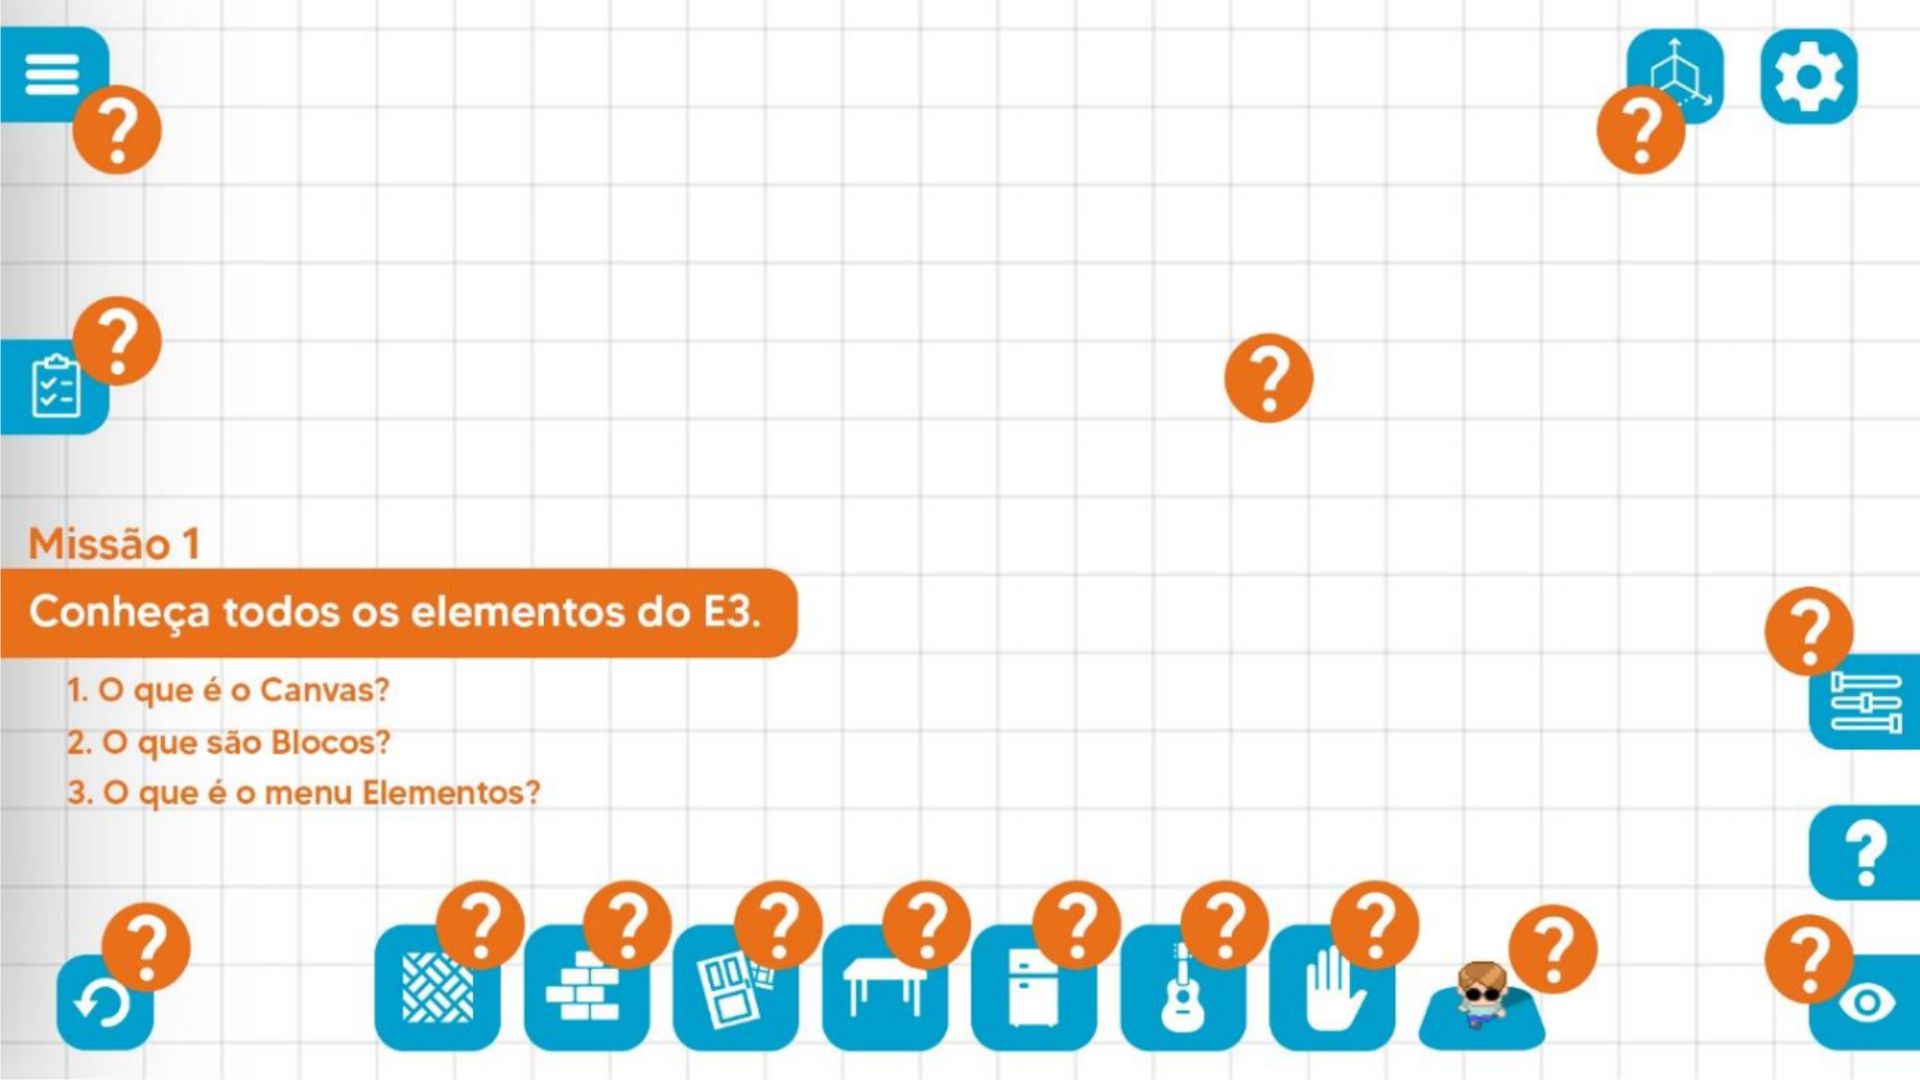 Missão 1
Conheça todos os elementos do E3.
1. O que é o Canvas?
2. O que são Blocos?
3. O que é o menu Elementos?